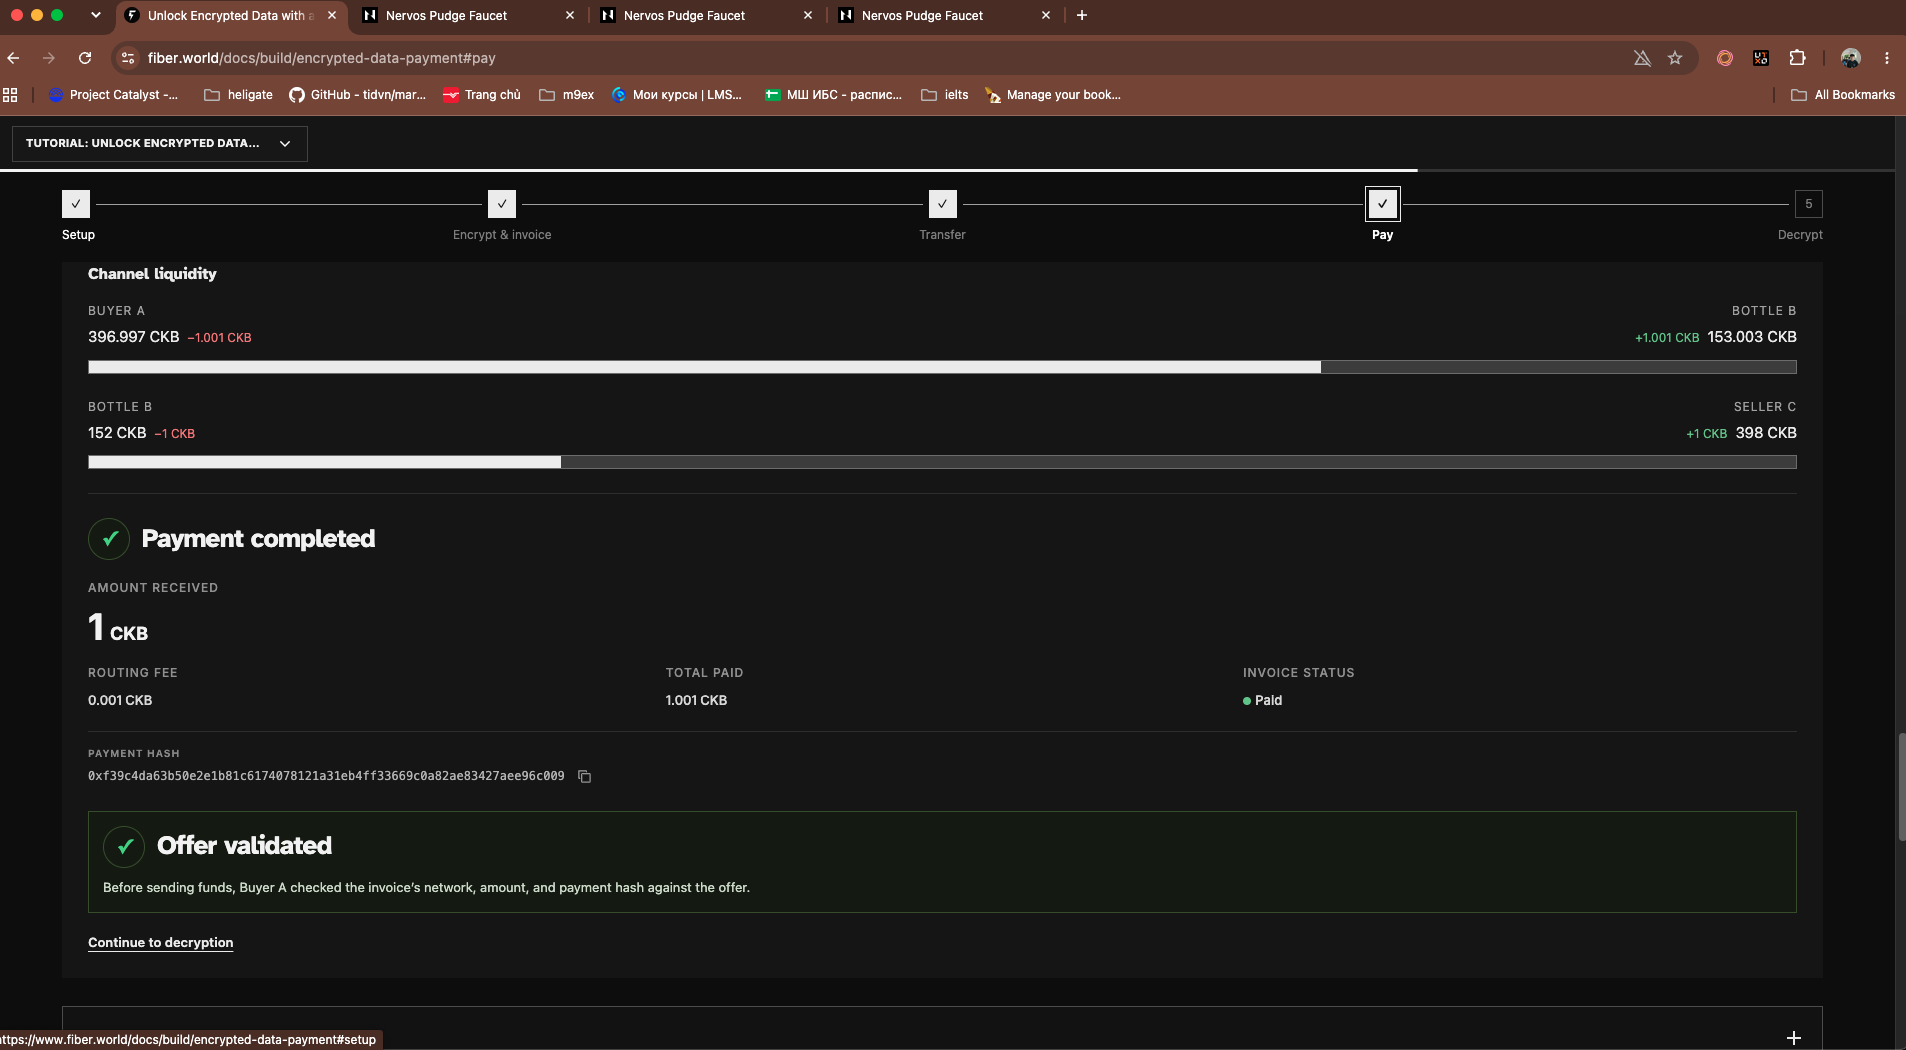 Unlock Encrypted Data with a
Nervos Pudge Faucet
Nervos Pudge Faucet
Nervos Pudge Faucet
fiber.world/docs/build/encrypted-data-payment#pay
Project Catalyst -...
heligate
GitHub - tidvn/mar...
Trang chủ
m9ex
Мои курсы | LMS...
МШ ИБС - распис...
ielts
Manage your book...
All Bookmarks
TUTORIAL: UNLOCK ENCRYPTED DATA...
5
Setup
Encrypt & invoice
Transfer
Pay
Decrypt
Channel liquidity
BUYER A
BOTTLE B
396.997 CKB −1.001 CKB
+1.001 CKB 153.003 CKB
BOTTLE B
SELLER C
152 CKB −1 CKB
+1 CKB 398 CKB
Payment completed
AMOUNT RECEIVED
1 CKB
ROUTING FEE
TOTAL PAID
INVOICE STATUS
0.001 CKB
1.001 CKB
Paid
PAYMENT HASH
0xf39c4da63b50e2e1b81c6174078121a31eb4ff33669c0a82ae83427aee96c009
Offer validated
Before sending funds, Buyer A checked the invoice’s network, amount, and payment hash against the offer.
Continue to decryption
https://www.fiber.world/docs/build/encrypted-data-payment#setup